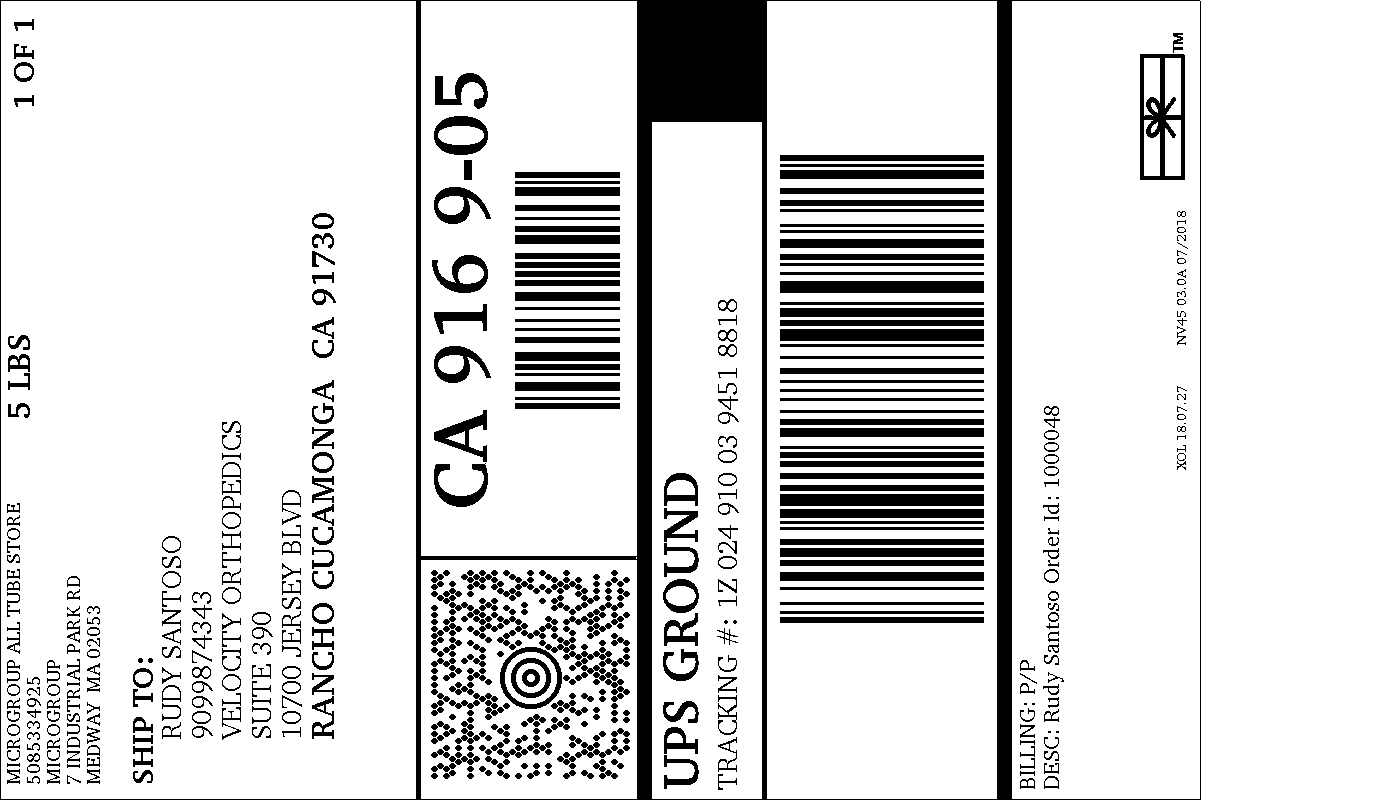 MICROGROUP ALL TUBE STORE
5085334925
MICROGROUP
7 INDUSTRIAL PARK RD
MEDWAY MA 02053
5 LBS
1 OF 1
SHIP TO:
RUDY SANTOSO
9099874343
VELOCITY ORTHOPEDICS
SUITE 390
10700 JERSEY BLVD
RANCHO CUCAMONGA CA 91730
CA 916 9-05
UPS GROUND
TRACKING #: 1Z 024 910 03 9451 8818
BILLING: P/P
DESC: Rudy Santoso Order Id: 1000048
XOL 18.07.27 NV45 03.0A 07/2018
TM